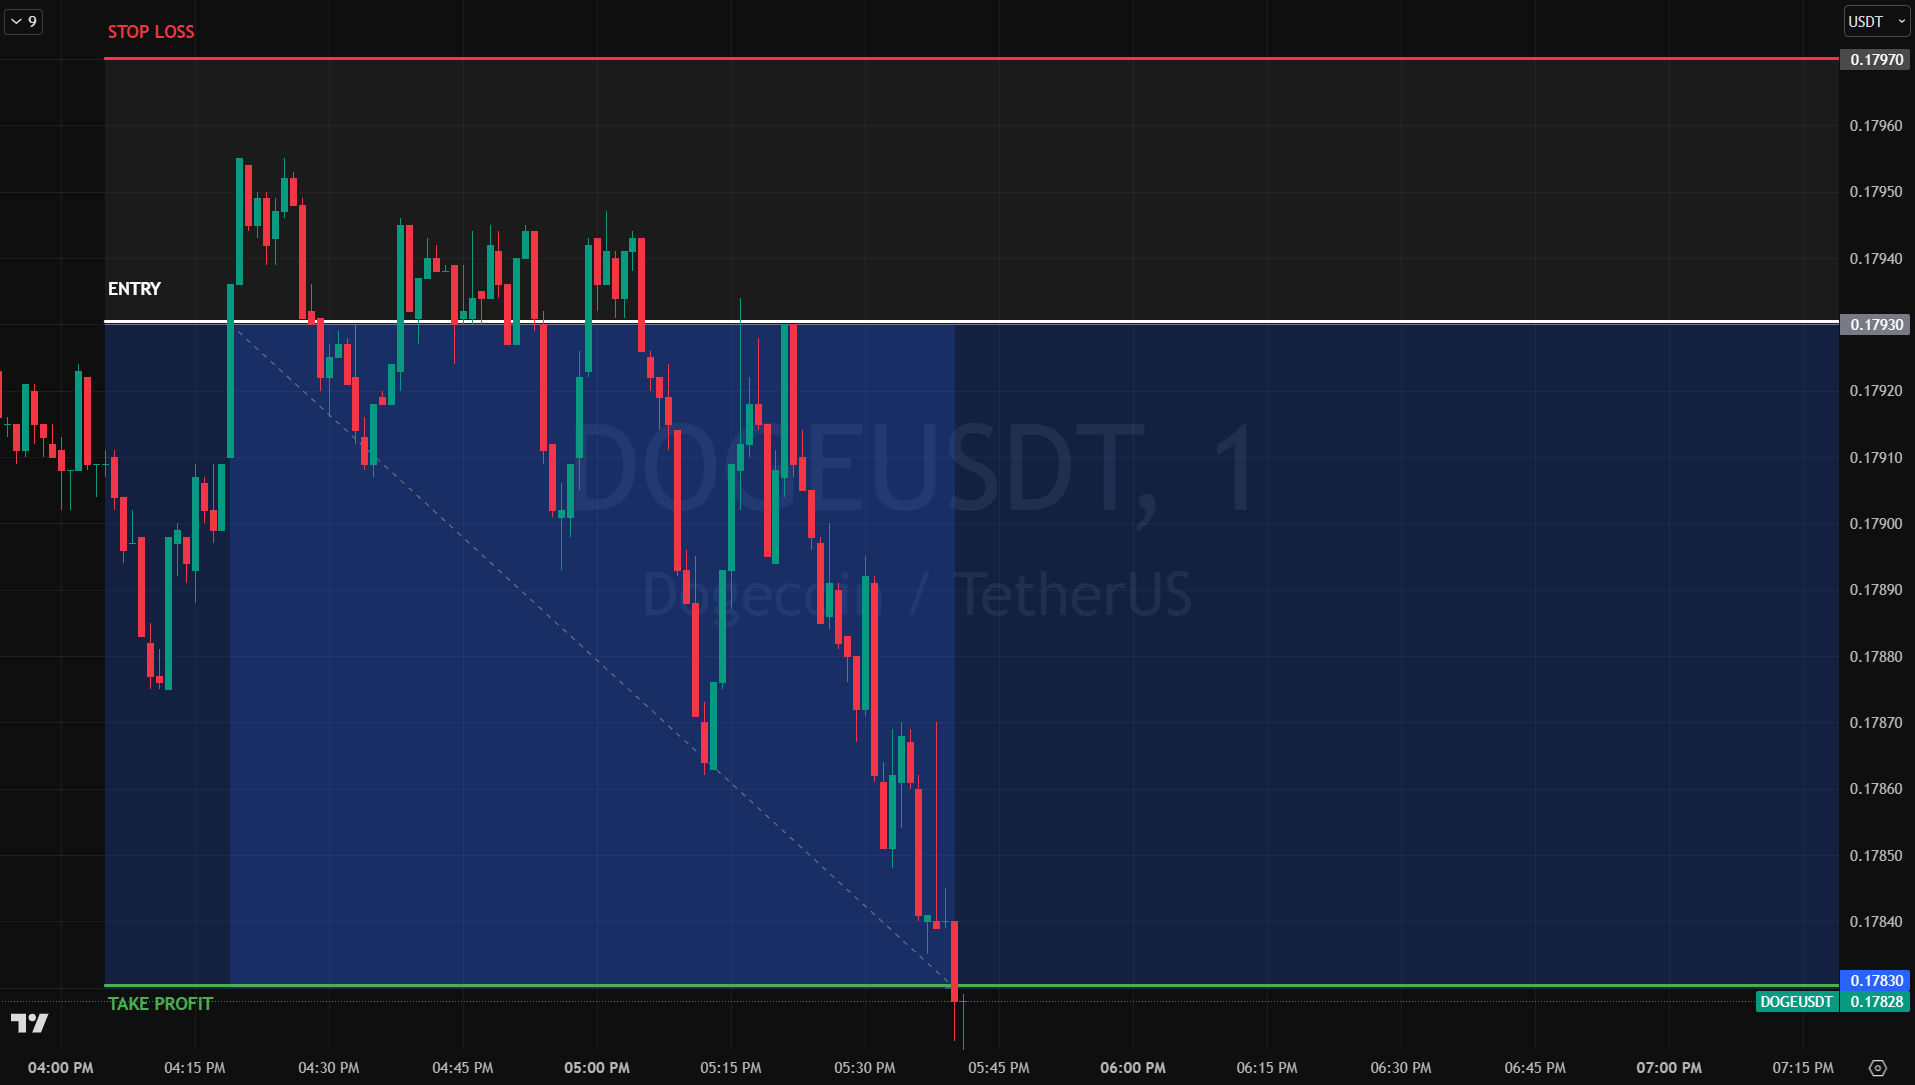 9
USDT
STOP LOSS
0.17970
0.17960
0.17950
0.17940
ENTRY
0.17930
0.17920
DOGEUSDT, 1
0.17910
0.17900
Dogecoin / TetherUS
0.17890
0.17880
0.17870
0.17860
0.17850
0.17840
0.17830
TAKE PROFIT
DOGEUSDT 0.17828
04:00 PM 04:15 PM 04:30 PM 04:45 PM 05:00 PM 05:15 PM 05:30 PM 05:45 PM 06:00 PM 06:15 PM 06:30 PM 06:45 PM 07:00 PM 07:15 PM